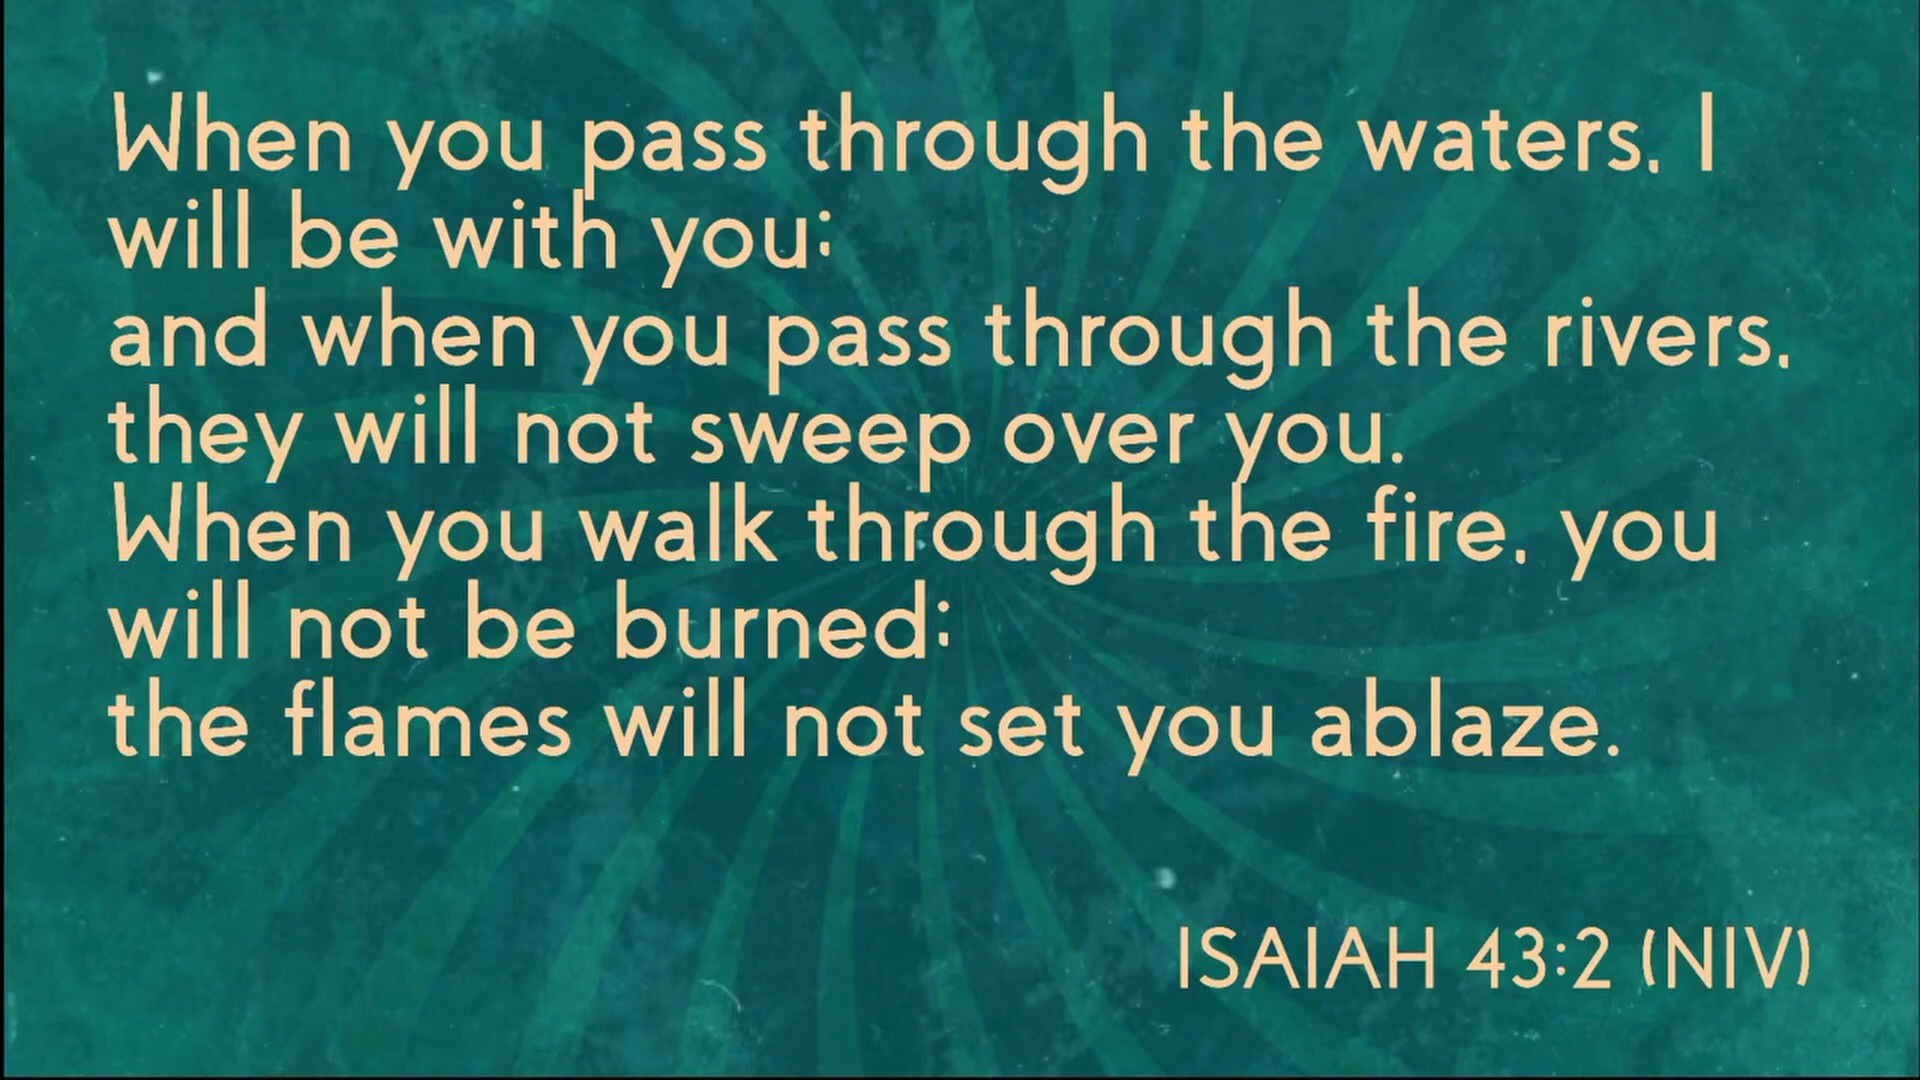 When you pass through the waters, I
will be with you;
and when you pass through the rivers,
they will not sweep over you.
When you walk through the fire, you
will not be burned;
the flames will not set you ablaze.
ISAIAH 43:2 (NIV)